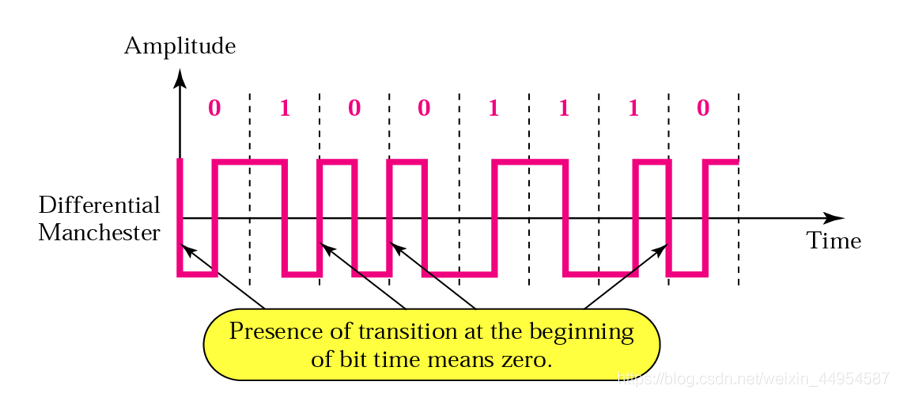 Amplitude
0 1 0 0 1 1 1 0
Differential
Manchester
Time
Presence of transition at the beginning
of bit time means zero.
https://blog.csdn.net/weixin_44954587